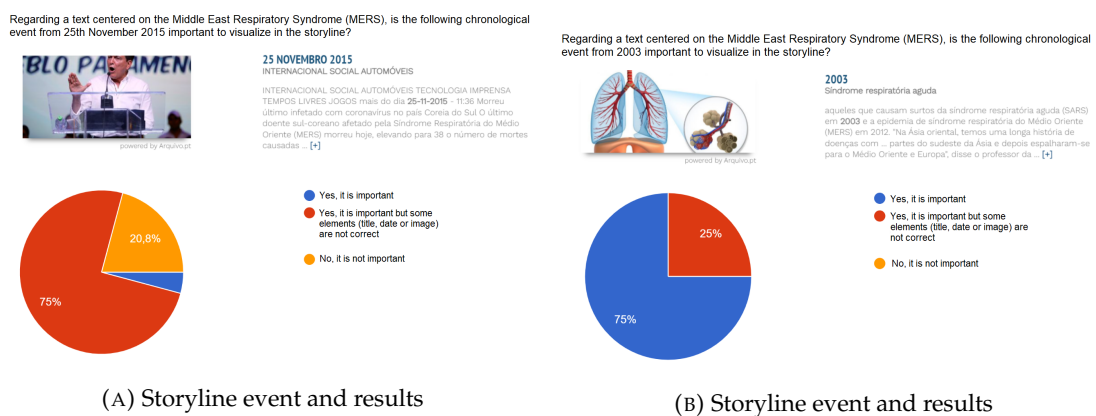 Regarding a text centered on the Middle East Respiratory Syndrome (MERS), is the following chronological
event from 25th November 2015 important to visualize in the storyline?
BLO PA AMEN
powered by Arquivo.pt
25 NOVEMBRO 2015
INTERNACIONAL SOCIAL AUTOMÓVEIS
INTERNACIONAL SOCIAL AUTOMÓVEIS TECNOLOGIA IMPRENSA
TEMPOS LIVRES JOGOS mais do dia 25-11-2015 - 11:36 Morreu
último infetado com coronavírus no país Coreia do Sul O último
doente sul-coreano afetado pela Síndrome Respiratória do Médio
Oriente (MERS) morreu hoje, elevando para 38 o número de mortes
causadas ... [+]
20,8%
75%
Yes, it is important
Yes, it is important but some
elements (title, date or image)
are not correct
No, it is not important
(A) Storyline event and results
Regarding a text centered on the Middle East Respiratory Syndrome (MERS), is the following chronological
event from 2003 important to visualize in the storyline?
powered by Arquivo.pt
2003
Síndrome respiratória aguda
aqueles que causam surtos da síndrome respiratória aguda (SARS)
em 2003 e a epidemia de síndrome respiratória do Médio Oriente
(MERS) em 2012. "Na Ásia oriental, temos uma longa história de
doenças com ... partes do sudeste da Ásia e depois espalharam-se
para o Médio Oriente e Europa", disse o professor da ... [+]
25%
75%
Yes, it is important
Yes, it is important but some
elements (title, date or image) are
not correct
No, it is not important
(B) Storyline event and results